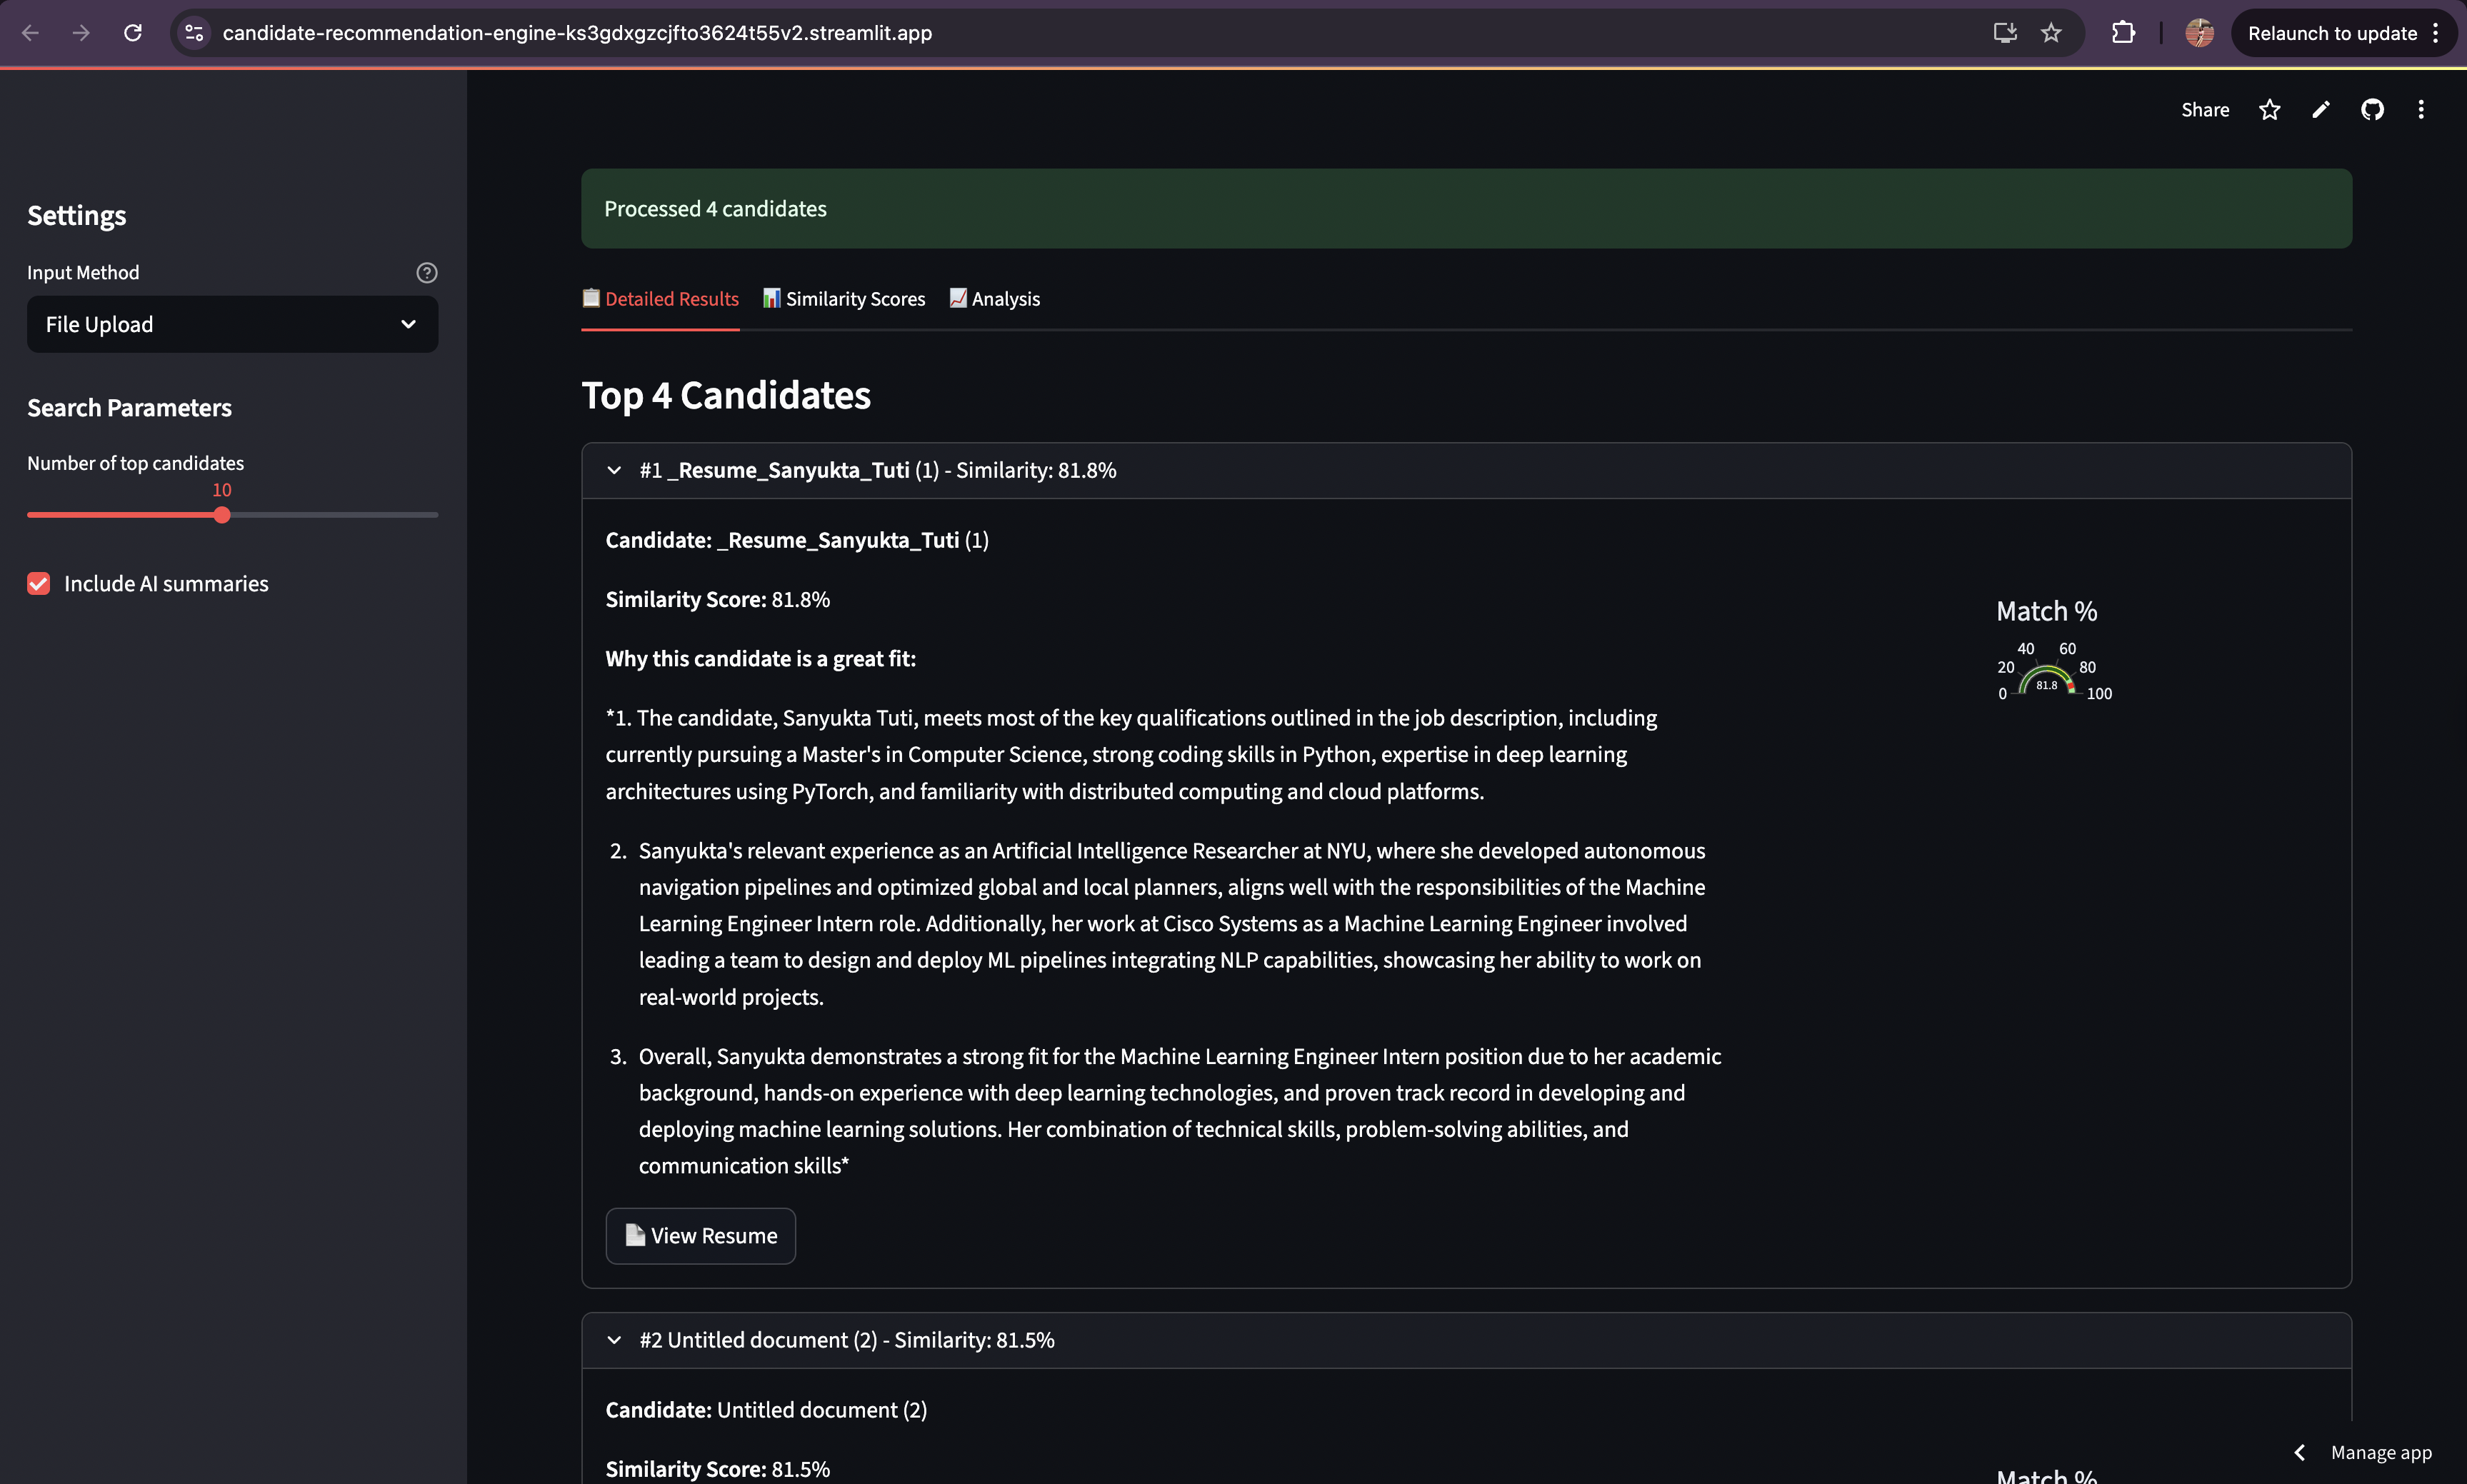 candidate-recommendation-engine-ks3gdxgzcjfto3624t55v2.streamlit.app
Relaunch to update
Share
Settings
Input Method
File Upload
Search Parameters
Number of top candidates
10
Include AI summaries
Processed 4 candidates
Detailed Results
Similarity Scores
Analysis
Top 4 Candidates
#1 _Resume_Sanyukta_Tuti (1) - Similarity: 81.8%
Candidate: _Resume_Sanyukta_Tuti (1)
Similarity Score: 81.8%
Why this candidate is a great fit:
*1. The candidate, Sanyukta Tuti, meets most of the key qualifications outlined in the job description, including
currently pursuing a Master's in Computer Science, strong coding skills in Python, expertise in deep learning
architectures using PyTorch, and familiarity with distributed computing and cloud platforms.
2. Sanyukta's relevant experience as an Artificial Intelligence Researcher at NYU, where she developed autonomous
navigation pipelines and optimized global and local planners, aligns well with the responsibilities of the Machine
Learning Engineer Intern role. Additionally, her work at Cisco Systems as a Machine Learning Engineer involved
leading a team to design and deploy ML pipelines integrating NLP capabilities, showcasing her ability to work on
real-world projects.
3. Overall, Sanyukta demonstrates a strong fit for the Machine Learning Engineer Intern position due to her academic
background, hands-on experience with deep learning technologies, and proven track record in developing and
deploying machine learning solutions. Her combination of technical skills, problem-solving abilities, and
communication skills*
View Resume
Match %
40 60
20 80
0 81.8 100
#2 Untitled document (2) - Similarity: 81.5%
Candidate: Untitled document (2)
Similarity Score: 81.5%
Match %
Manage app